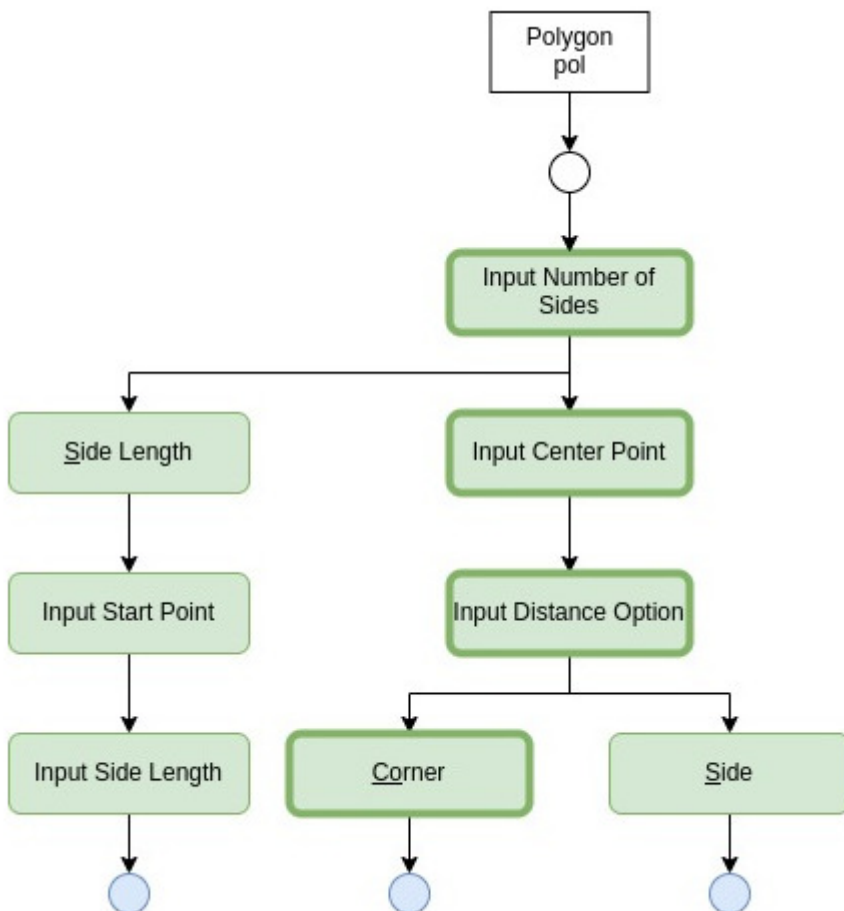 Polygon
pol
Input Number of
Sides
Side Length
Input Center Point
Input Start Point
Input Distance Option
Input Side Length
Corner
Side